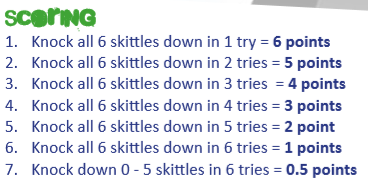 SCORING
1. Knock all 6 skittles down in 1 try = 6 points
2. Knock all 6 skittles down in 2 tries = 5 points
3. Knock all 6 skittles down in 3 tries = 4 points
4. Knock all 6 skittles down in 4 tries = 3 points
5. Knock all 6 skittles down in 5 tries = 2 point
6. Knock all 6 skittles down in 6 tries = 1 points
7. Knock down 0 - 5 skittles in 6 tries = 0.5 points